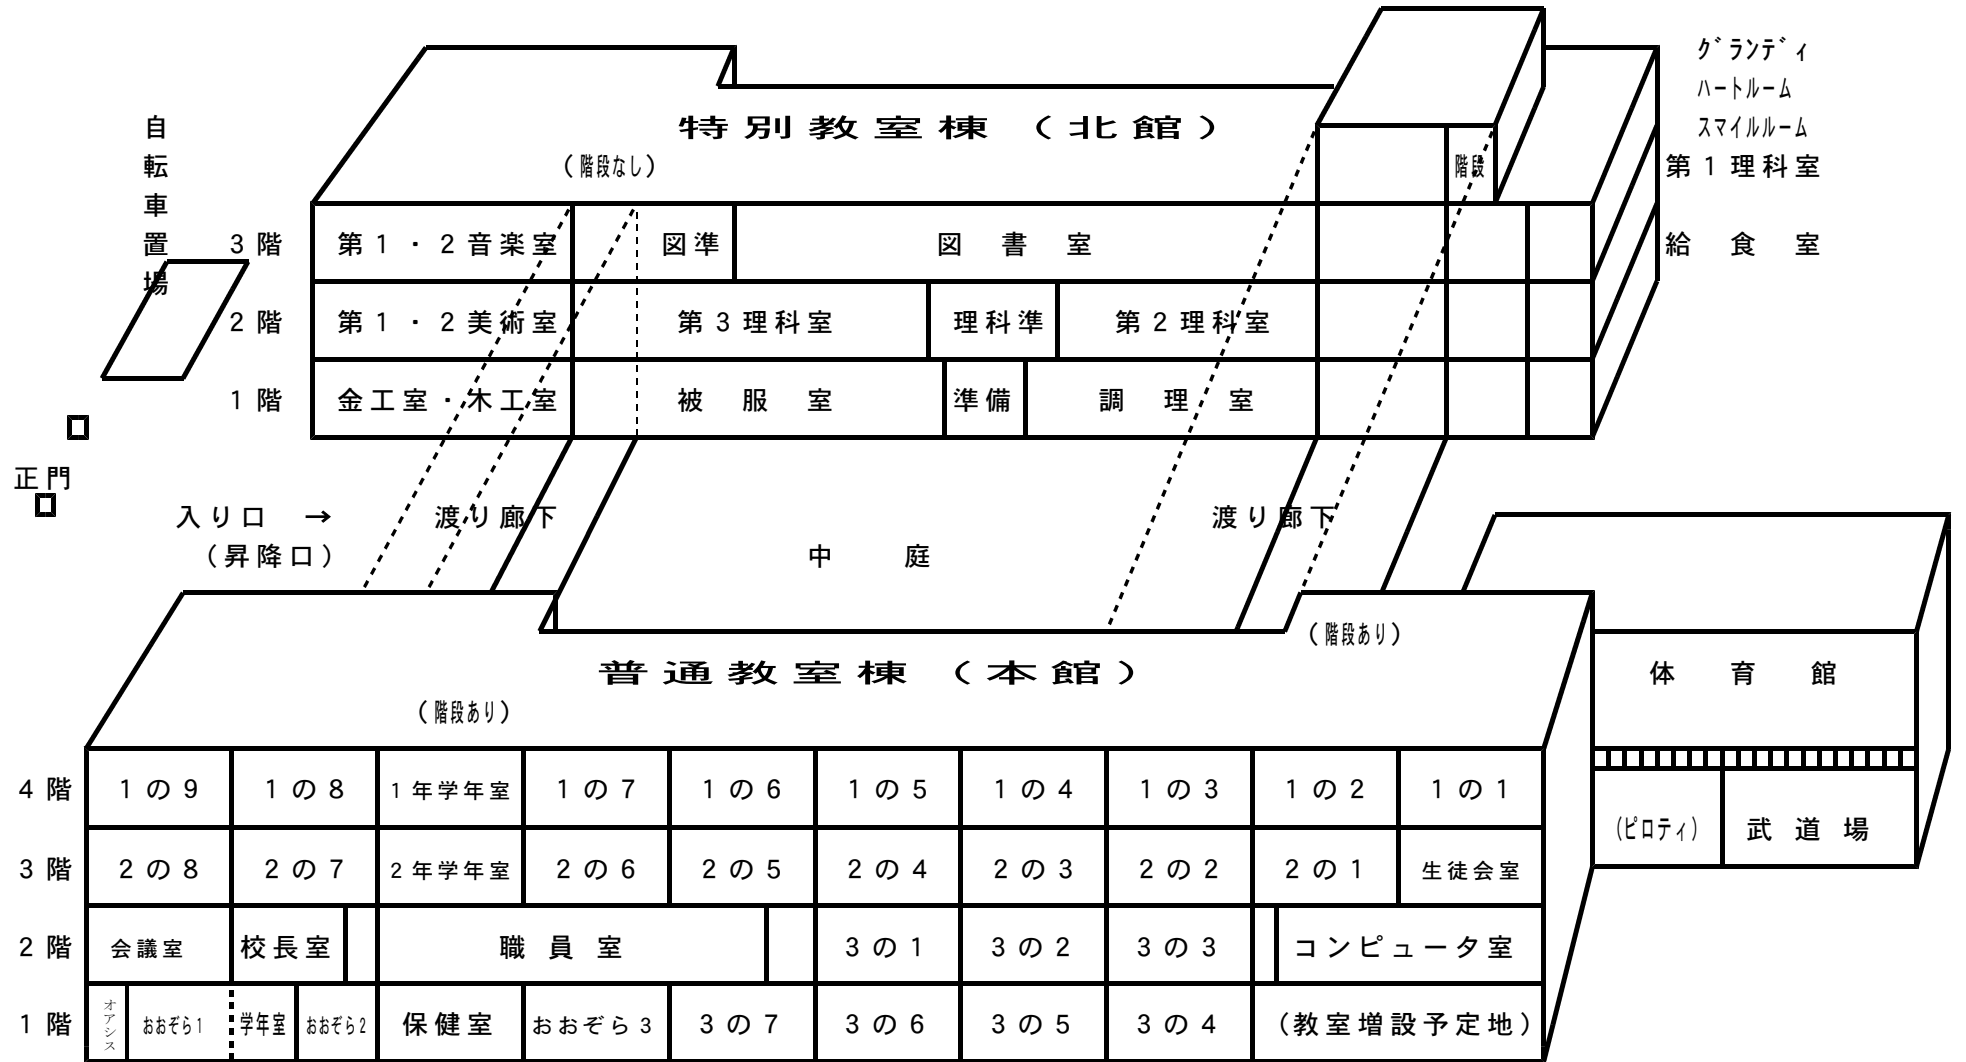 グランディ
ハートルーム
スマイルルーム
第1理科室
給食室
自転車置場
特別教室棟（北館）
（階段なし）
階段
3階 第1・2音楽室 図準 図書室
2階 第1・2美術室 第3理科室 理科準 第2理科室
1階 金工室・木工室 被服室 準備 調理室
正門
入り口 → 渡り廊下 渡り廊下
（昇降口） 中庭
（階段あり）
普通教室棟（本館）
（階段あり）
体育館
（ピロティ） 武道場
4階 1の9 1の8 1年学年室 1の7 1の6 1の5 1の4 1の3 1の2 1の1
3階 2の8 2の7 2年学年室 2の6 2の5 2の4 2の3 2の2 2の1 生徒会室
2階 会議室 校長室 職員室 3の1 3の2 3の3 コンピュータ室
1階 オアシス おおぞら1 学年室 おおぞら2 保健室 おおぞら3 3の7 3の6 3の5 3の4 （教室増設予定地）